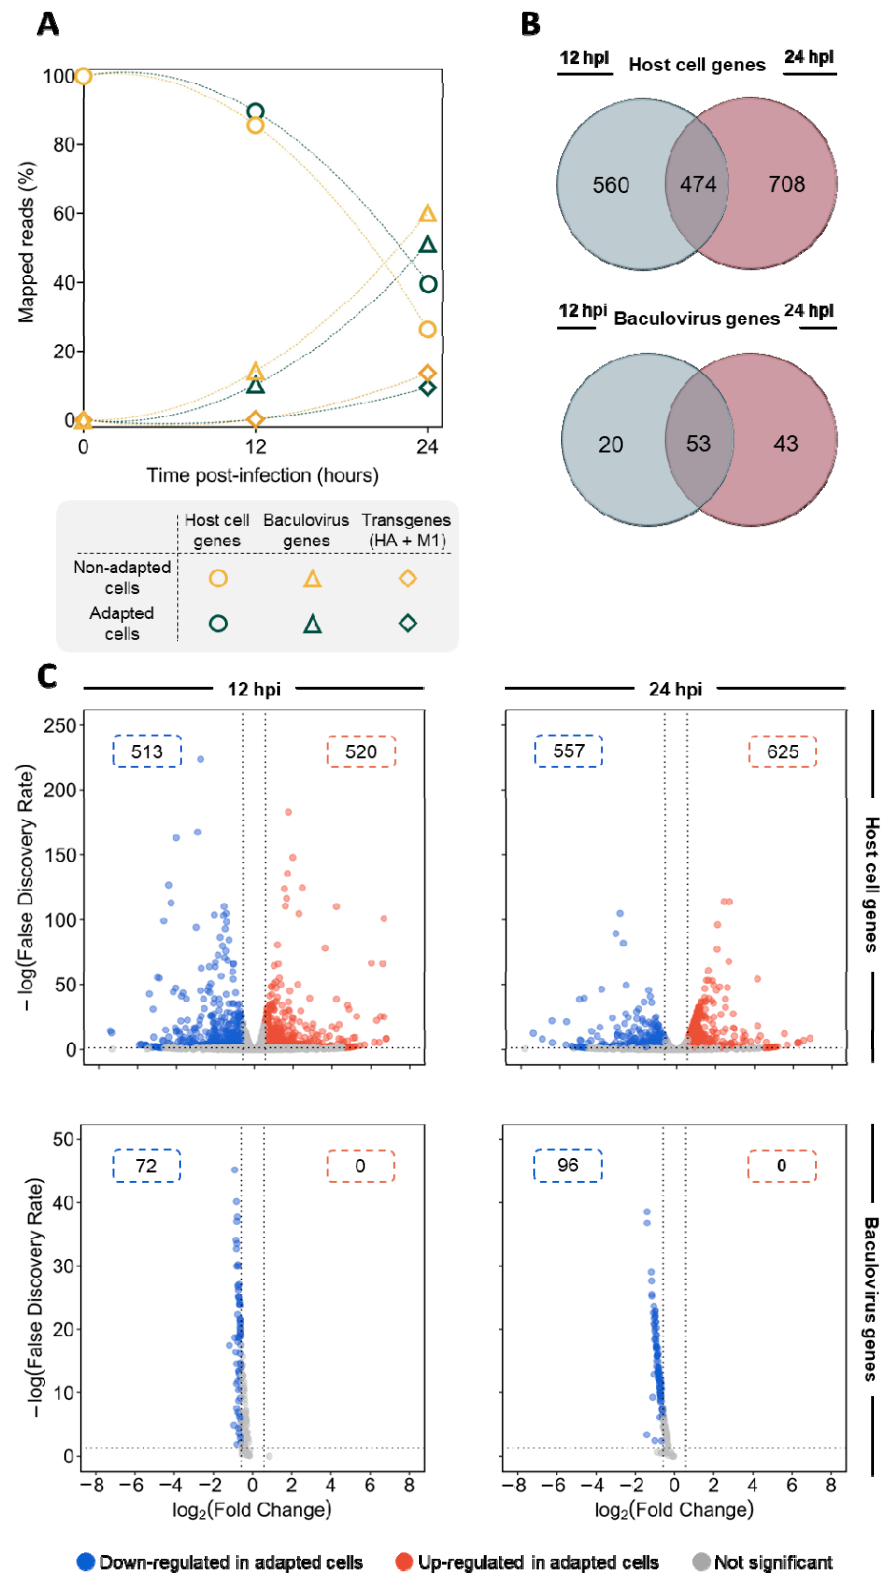 A
100
80
60
40
20
0
Mapped reads (%)
0 12 24
Time post-infection (hours)
Host cell genes
Baculovirus genes
Transgenes (HA + M1)
Non-adapted cells
Adapted cells
B
12 hpi Host cell genes 24 hpi
560 474 708
12 hpi Baculovirus genes 24 hpi
20 53 43
C
12 hpi 24 hpi
250
200
150
100
50
0
− log(False Discovery Rate)
513 520
557 625
Host cell genes
50
40
30
20
10
0
−log(False Discovery Rate)
72 0
96 0
Baculovirus genes
−8 −6 −4 −2 0 2 4 6 8
−8 −6 −4 −2 0 2 4 6 8
log2(Fold Change) log2(Fold Change)
Down-regulated in adapted cells Up-regulated in adapted cells Not significant